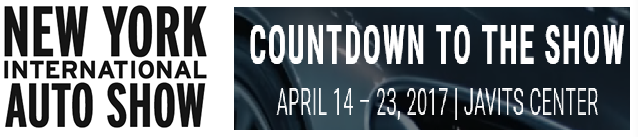 NEW YORK
INTERNATIONAL
AUTO SHOW
COUNTDOWN TO THE SHOW
APRIL 14 – 23, 2017 | JAVITS CENTER